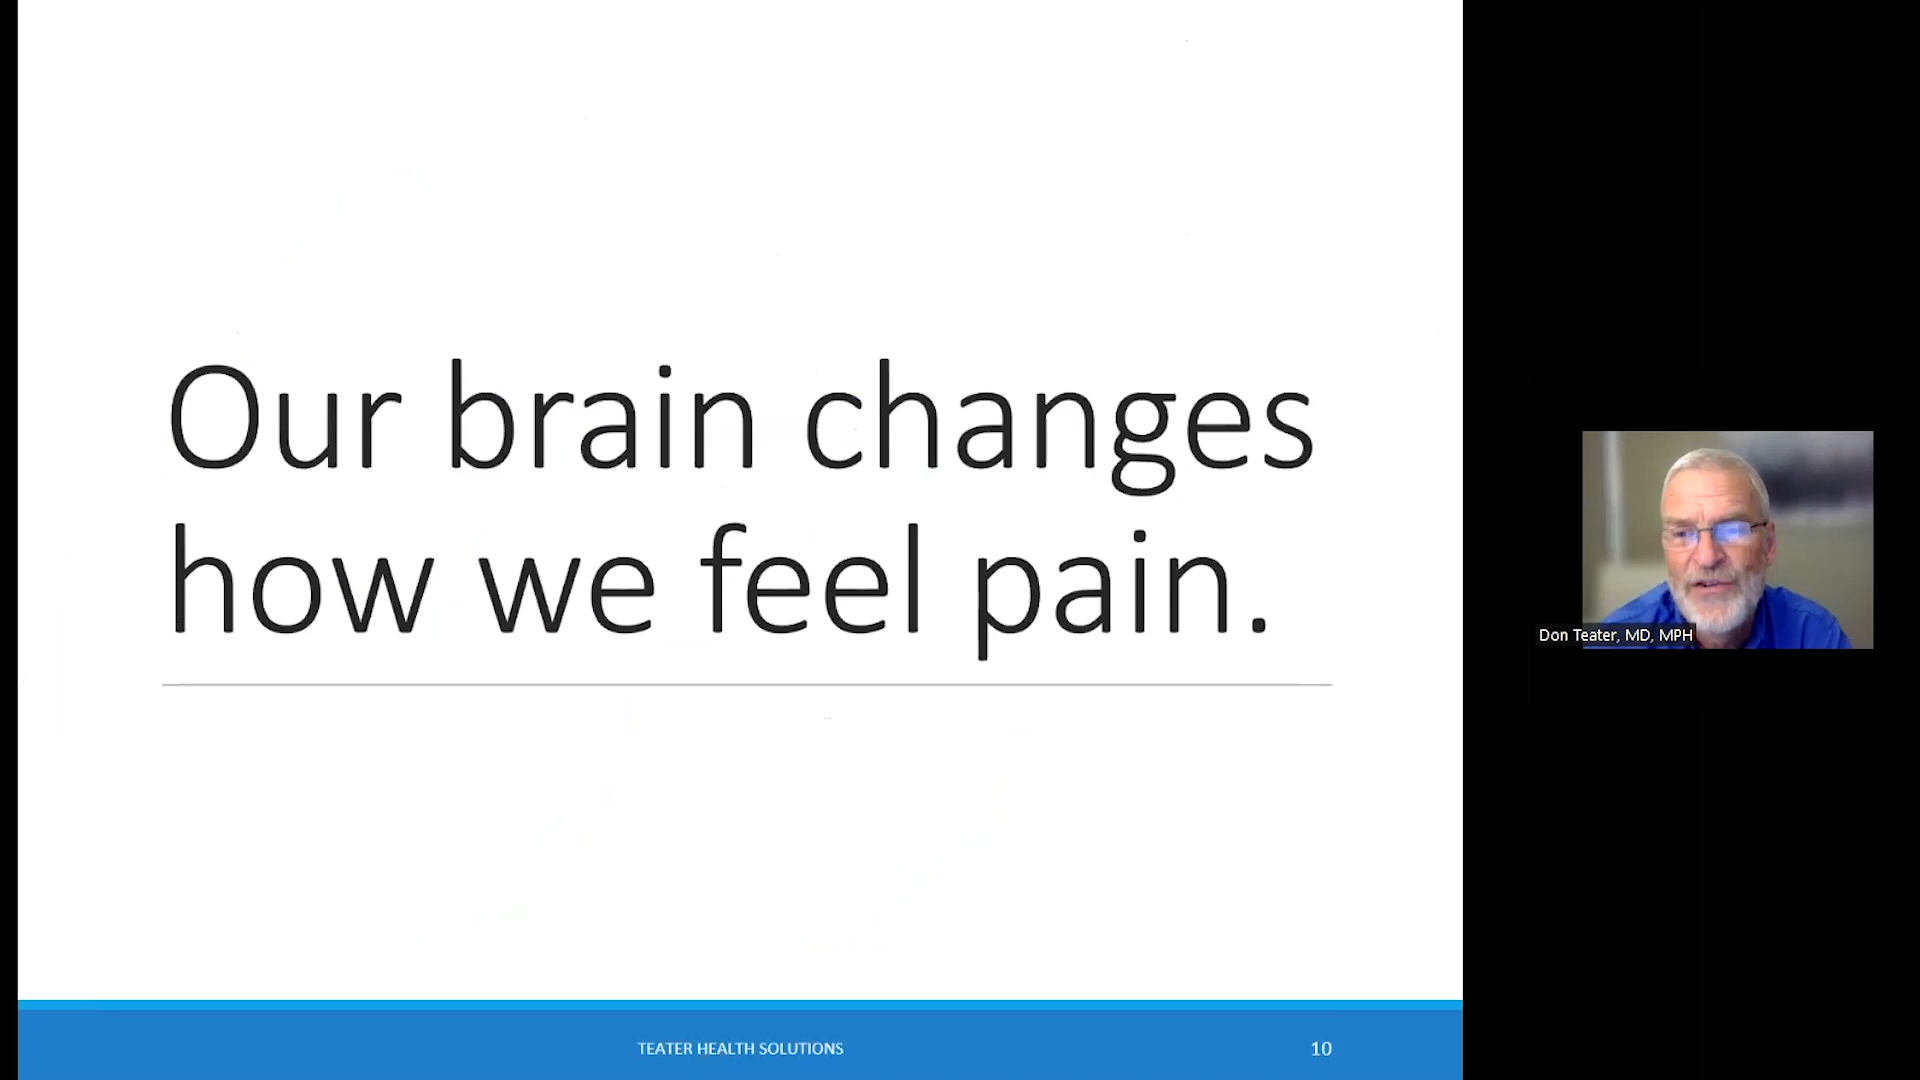 Our brain changes
how we feel pain.
Don Teater, MD, MPH
TEATER HEALTH SOLUTIONS
10